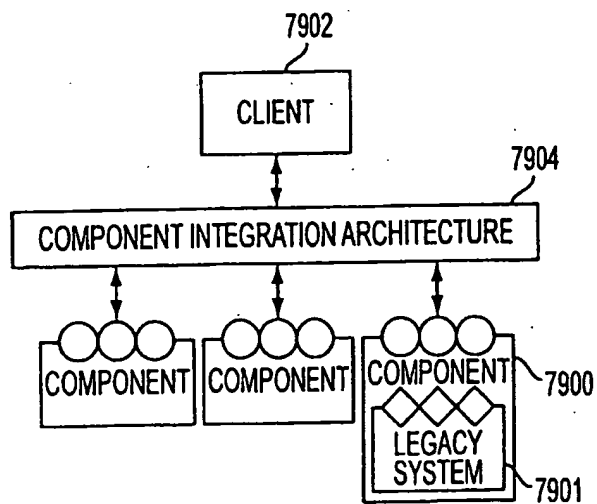 7902
CLIENT
7904
COMPONENT INTEGRATION ARCHITECTURE
COMPONENT
COMPONENT
COMPONENT
7900
LEGACY
SYSTEM
7901